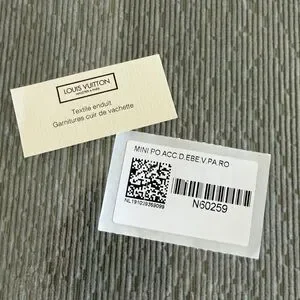 LOUIS VUITTON
Textile enduit
Garnitures cuir de vachette
MINI PO ACC.D.EBE.V.PA.RO
N60259